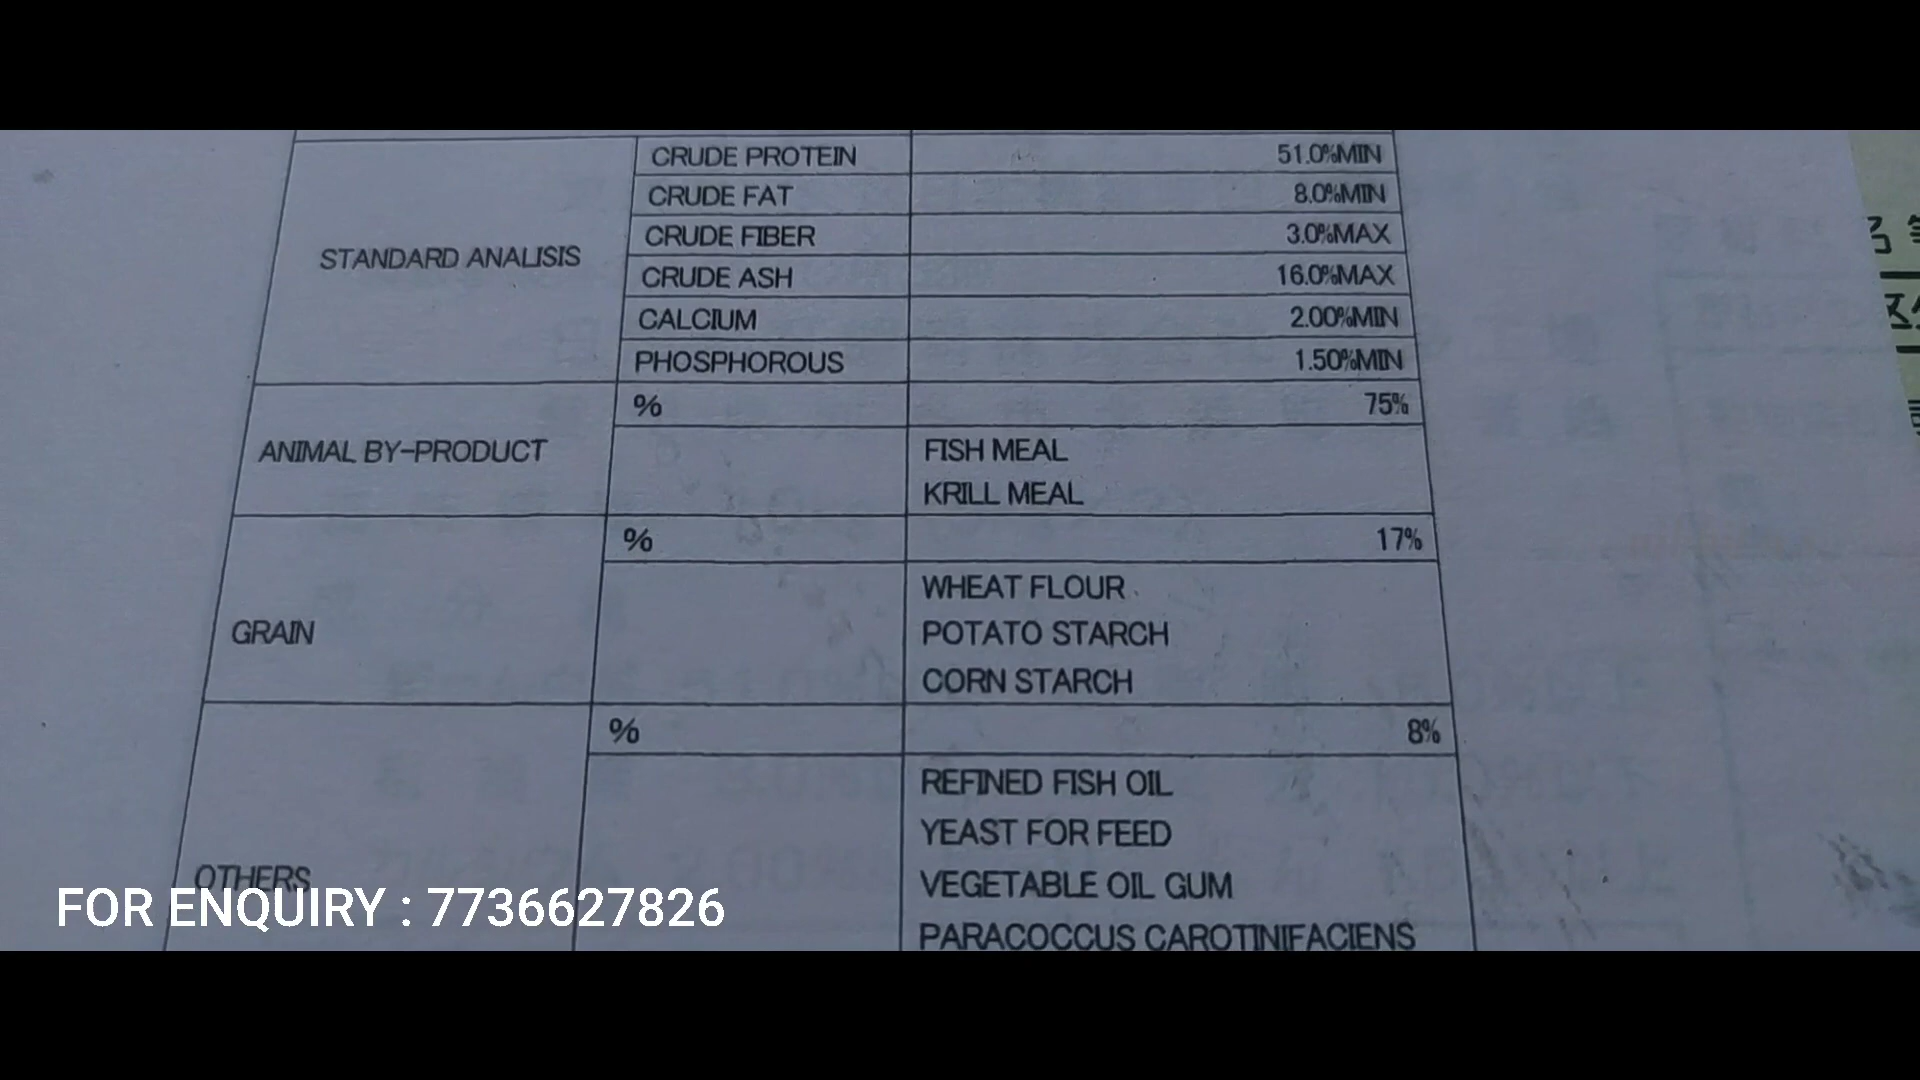 CRUDE PROTEIN 51.0%MIN
CRUDE FAT 8.0%MIN
CRUDE FIBER 3.0%MAX
STANDARD ANALISIS
CRUDE ASH 16.0%MAX
CALCIUM 2.00%MIN
PHOSPHOROUS 1.50%MIN
% 75%
ANIMAL BY-PRODUCT
FISH MEAL
KRILL MEAL
% 17%
GRAIN
WHEAT FLOUR
POTATO STARCH
CORN STARCH
% 8%
OTHERS
REFINED FISH OIL
YEAST FOR FEED
VEGETABLE OIL GUM
PARACOCCUS CAROTINIFACIENS
FOR ENQUIRY : 7736627826